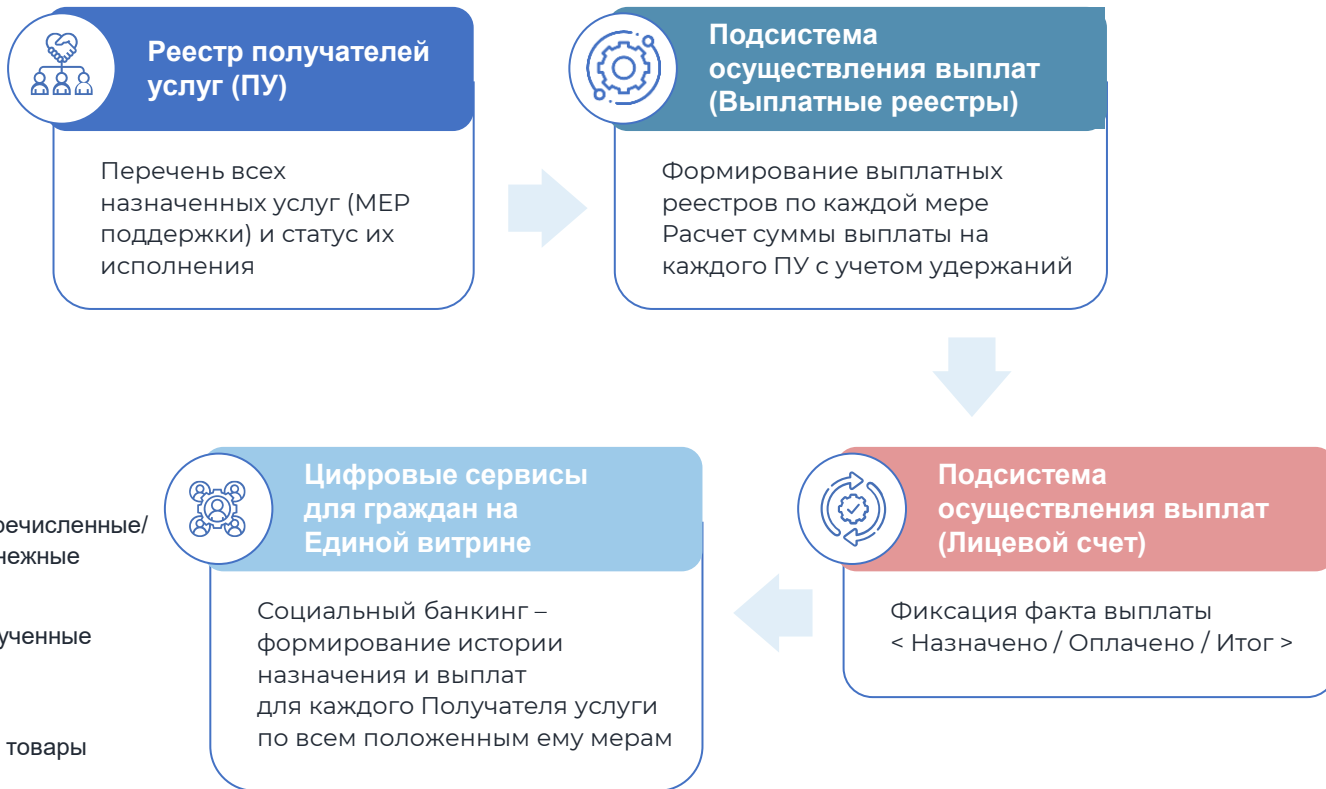 Реестр получателей
услуг (ПУ)
Перечень всех
назначенных услуг (МЕР
поддержки) и статус их
исполнения
Подсистема
осуществления выплат
(Выплатные реестры)
Формирование выплатных
реестров по каждой мере
Расчет суммы выплаты на
каждого ПУ с учетом удержаний
Подсистема
осуществления выплат
(Лицевой счет)
Фиксация факта выплаты
< Назначено / Оплачено / Итог >
Цифровые сервисы
для граждан на
Единой витрине
Социальный банкинг –
формирование истории
назначения и выплат
для каждого Получателя услуги
по всем положенным ему мерам
речисленные/
нежные
ученные
товары